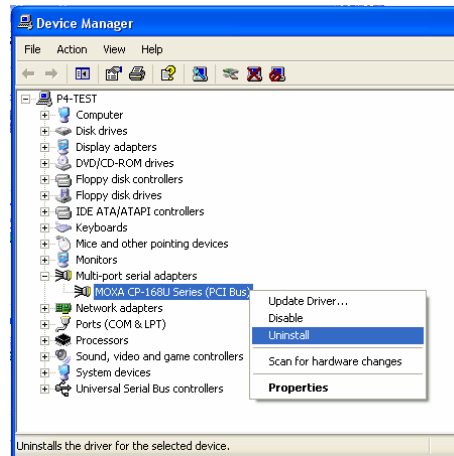 Device Manager
File Action View Help
P4-TEST
Computer
Disk drives
Display adapters
DVD/CD-ROM drives
Floppy disk controllers
Floppy disk drives
IDE ATA/ATAPI controllers
Keyboards
Mice and other pointing devices
Monitors
Multi-port serial adapters
MOXA CP-168U Series (PCI Bus)
Network adapters
Ports (COM & LPT)
Processors
Sound, video and game controllers
System devices
Universal Serial Bus controllers
Update Driver...
Disable
Uninstall
Scan for hardware changes
Properties
Uninstalls the driver for the selected device.